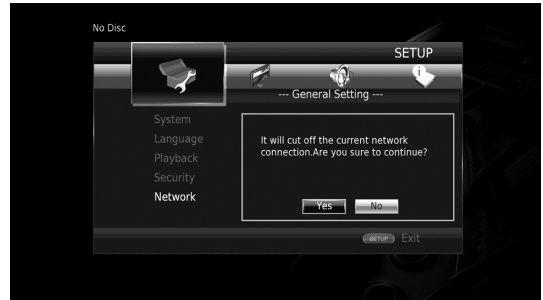 No Disc
SETUP
--- General Setting ---
System
Language
Playback
Security
Network
It will cut off the current network
connection.Are you sure to continue?
Yes No
SETUP Exit